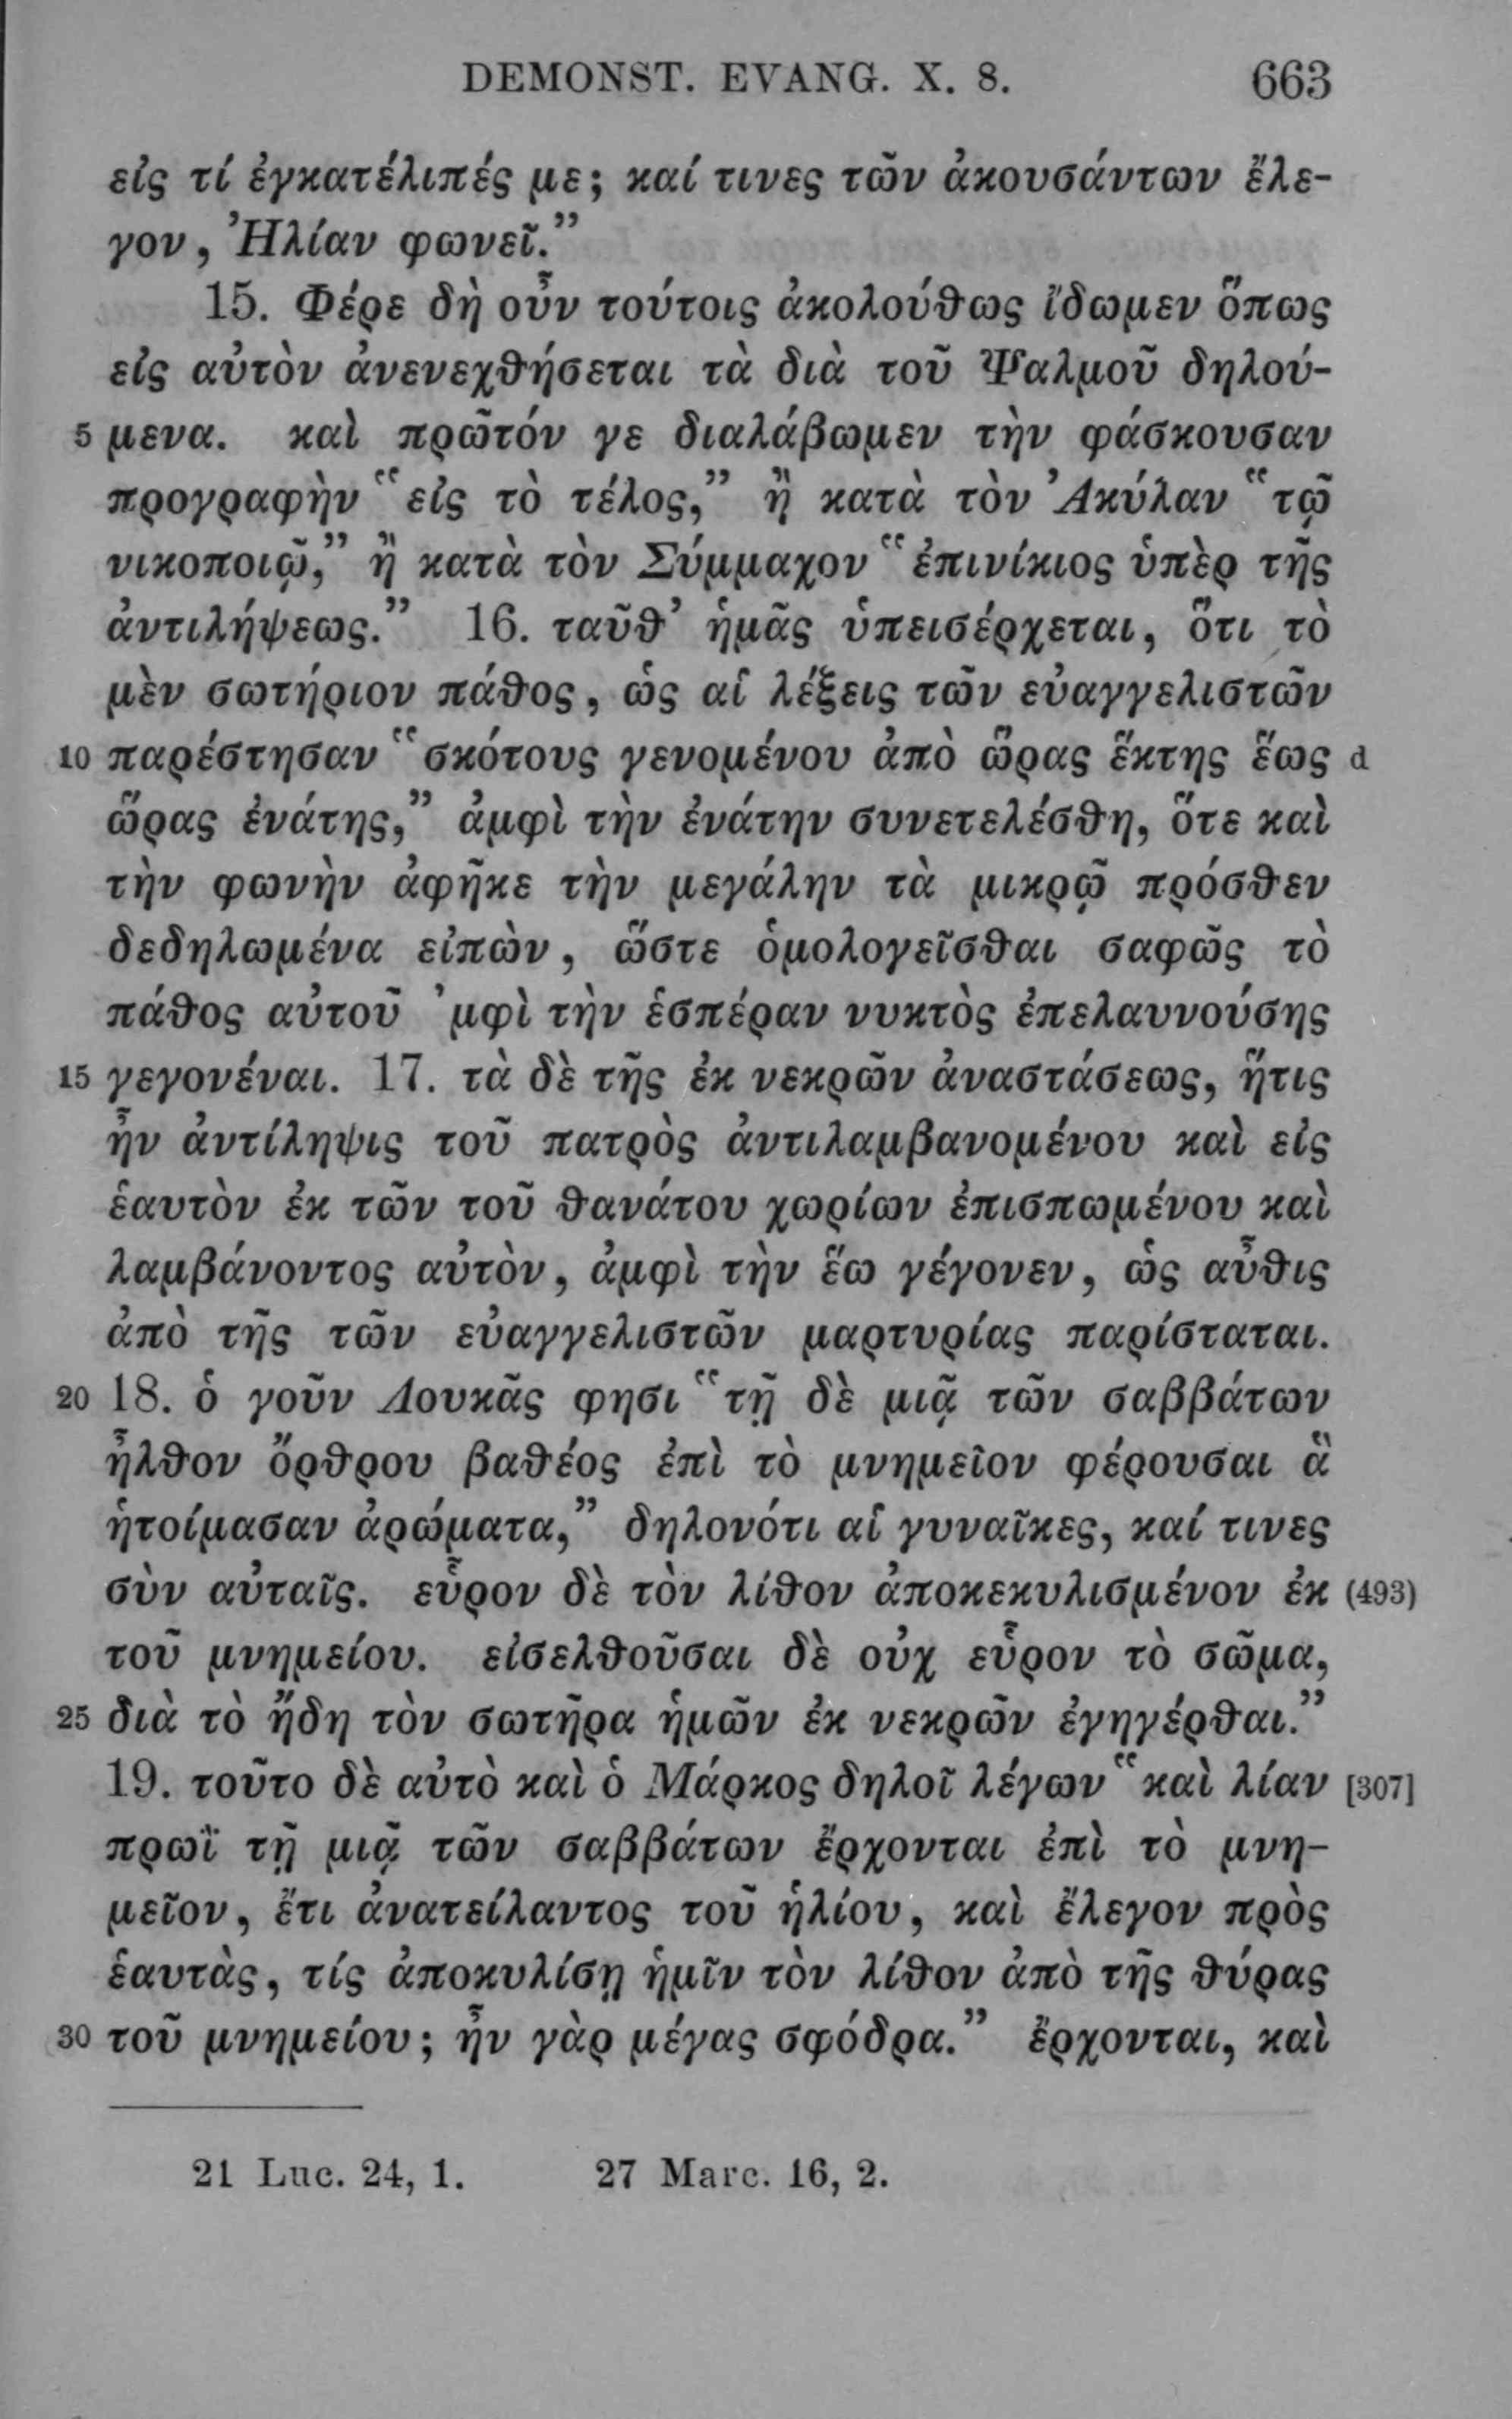 DEMONST. EVANG. X. 8. 663
εἰς τί ἐγκατέλιπές με; καί τινες τῶν ἀκουσάντων ἔλε-
γον, Ἠλίαν φωνεῖ.”
15. Φέρε δὴ οὖν τούτοις ἀκολούθως ἴδωμεν ὅπως
εἰς αὐτὸν ἀνενεχθήσεται τὰ διὰ τοῦ Ψαλμοῦ δηλού-
5 μενα. καὶ πρῶτόν γε διαλάβωμεν τὴν φάσκουσαν
προγραφὴν “εἰς τὸ τέλος,” ἢ κατὰ τὸν Ἀκύλαν “τῷ
νικοποιῷ,” ἢ κατὰ τὸν Σύμμαχον “ἐπινίκιος ὑπὲρ τῆς
ἀντιλήψεως.” 16. ταῦθ’ ἡμᾶς ὑπεισέρχεται, ὅτι τὸ
μὲν σωτήριον πάθος, ὡς αἱ λέξεις τῶν εὐαγγελιστῶν
10 παρέστησαν “σκότους γενομένου ἀπὸ ὥρας ἕκτης ἕως d
ὥρας ἐνάτης,” ἀμφὶ τὴν ἐνάτην συνετελέσθη, ὅτε καὶ
τὴν φωνὴν ἀφῆκε τὴν μεγάλην τὰ μικρῷ πρόσθεν
δεδηλωμένα εἰπὼν, ὥστε ὁμολογεῖσθαι σαφῶς τὸ
πάθος αὐτοῦ ’μφὶ τὴν ἑσπέραν νυκτὸς ἐπελαυνούσης
15 γεγονέναι. 17. τὰ δὲ τῆς ἐκ νεκρῶν ἀναστάσεως, ἥτις
ἦν ἀντίληψις τοῦ πατρὸς ἀντιλαμβανομένου καὶ εἰς
ἑαυτὸν ἐκ τῶν τοῦ θανάτου χωρίων ἐπισπωμένου καὶ
λαμβάνοντος αὐτὸν, ἀμφὶ τὴν ἕω γέγονεν, ὡς αὖθις
ἀπὸ τῆς τῶν εὐαγγελιστῶν μαρτυρίας παρίσταται.
20 18. ὁ γοῦν Λουκᾶς φησι “τῇ δὲ μιᾷ τῶν σαββάτων
ἦλθον ὄρθρου βαθέος ἐπὶ τὸ μνημεῖον φέρουσαι ἃ
ἡτοίμασαν ἀρώματα,” δηλονότι αἱ γυναῖκες, καί τινες
σὺν αὐταῖς. εὗρον δὲ τὸν λίθον ἀποκεκυλισμένον ἐκ (493)
τοῦ μνημείου. εἰσελθοῦσαι δὲ οὐχ εὗρον τὸ σῶμα,
25 διὰ τὸ ἤδη τὸν σωτῆρα ἡμῶν ἐκ νεκρῶν ἐγηγέρθαι.”
19. τοῦτο δὲ αὐτὸ καὶ ὁ Μάρκος δηλοῖ λέγων “καὶ λίαν [307]
πρωῒ τῇ μιᾷ τῶν σαββάτων ἔρχονται ἐπὶ τὸ μνη-
μεῖον, ἔτι ἀνατείλαντος τοῦ ἡλίου, καὶ ἔλεγον πρὸς
ἑαυτὰς, τίς ἀποκυλίσῃ ἡμῖν τὸν λίθον ἀπὸ τῆς θύρας
30 τοῦ μνημείου; ἦν γὰρ μέγας σφόδρα.” ἔρχονται, καὶ
21 Luc. 24, 1. 27 Marc. 16, 2.